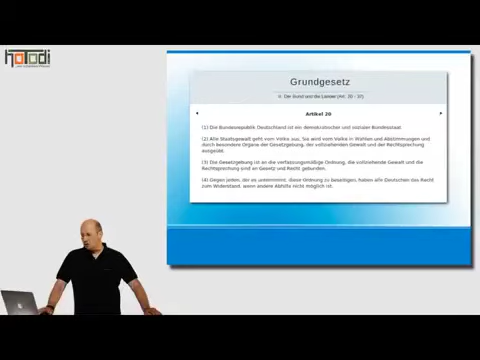 hoTodi
Grundgesetz
II. Der Bund und die Länder (Art. 20 - 37)
Artikel 20
(1) Die Bundesrepublik Deutschland ist ein demokratischer und sozialer Bundesstaat.
(2) Alle Staatsgewalt geht vom Volke aus. Sie wird vom Volke in Wahlen und Abstimmungen und
durch besondere Organe der Gesetzgebung, der vollziehenden Gewalt und der Rechtsprechung
ausgeübt.
(3) Die Gesetzgebung ist an die verfassungsmäßige Ordnung, die vollziehende Gewalt und die
Rechtsprechung sind an Gesetz und Recht gebunden.
(4) Gegen jeden, der es unternimmt, diese Ordnung zu beseitigen, haben alle Deutschen das Recht
zum Widerstand, wenn andere Abhilfe nicht möglich ist.